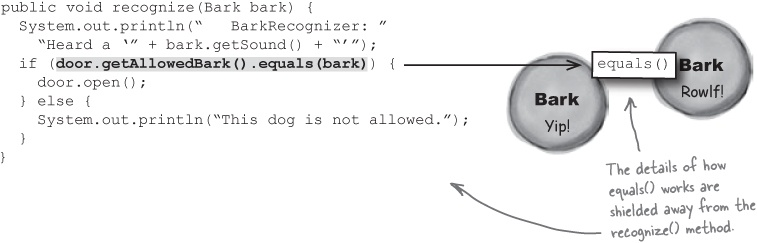 public void recognize(Bark bark) {
System.out.println(“   BarkRecognizer: ”
“Heard a ‘” + bark.getSound() + “’”);
if (door.getAllowedBark().equals(bark)) {
door.open();
} else {
System.out.println(“This dog is not allowed.”);
}
}
equals()
Bark
Rowlf!
Bark
Yip!
The details of how
equals() works are
shielded away from the
recognize() method.